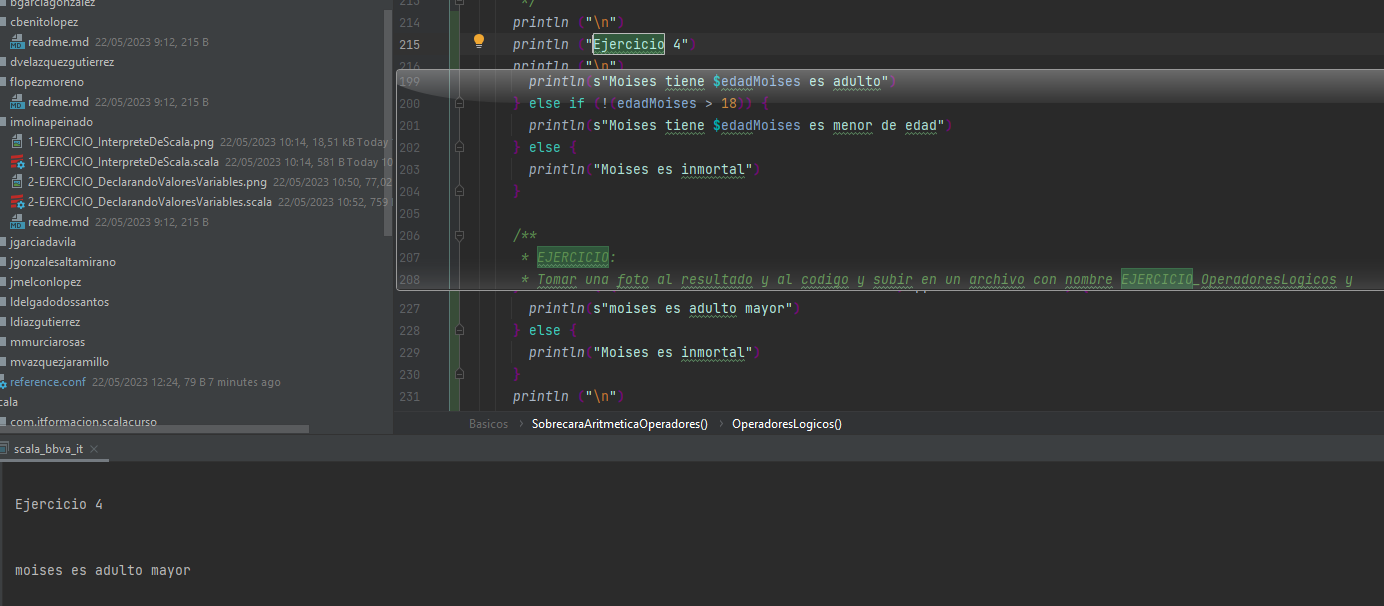 bgarciagonzalez
cbenitolopez
readme.md 22/05/2023 9:12, 215 B
dvelazquezgutierrez
flopezmoreno
readme.md 22/05/2023 9:12, 215 B
imolinapeinado
1-EJERCICIO_InterpreteDeScala.png 22/05/2023 10:14, 18,51 kB Today
1-EJERCICIO_InterpreteDeScala.scala 22/05/2023 10:14, 581 B Today 10
2-EJERCICIO_DeclarandoValoresVariables.png 22/05/2023 10:50, 77,02
2-EJERCICIO_DeclarandoValoresVariables.scala 22/05/2023 10:52, 759
readme.md 22/05/2023 9:12, 215 B
jgarciadavila
jgonzalesaltamirano
jmelconlopez
ldelgadodossantos
ldiazgutierrez
mmurciarosas
mvazquezjaramillo
reference.conf 22/05/2023 12:24, 79 B 7 minutes ago
cala
com.itformacion.scalacurso
213 */
214 println ("\n")
215 println ("Ejercicio 4")
216 println ("\n")
199 println(s"Moises tiene $edadMoises es adulto")
200 } else if (!(edadMoises > 18)) {
201 println(s"Moises tiene $edadMoises es menor de edad")
202 } else {
203 println("Moises es inmortal")
204 }
205
206 /**
207 * EJERCICIO:
208 * Tomar una foto al resultado y al codigo y subir en un archivo con nombre EJERCICIO_OperadoresLogicos y
227 println(s"moises es adulto mayor")
228 } else {
229 println("Moises es inmortal")
230 }
231 println ("\n")
Basicos > SobrecaraAritmeticaOperadores() > OperadoresLogicos()
scala_bbva_it ×
Ejercicio 4
moises es adulto mayor